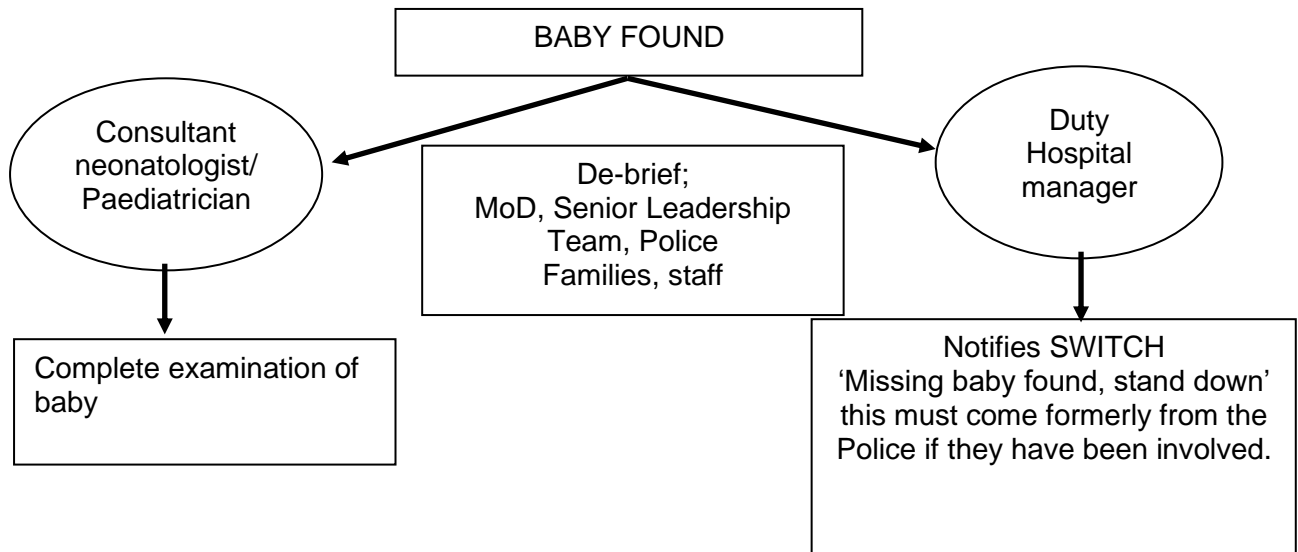 BABY FOUND
Consultant
neonatologist/
Paediatrician
De-brief;
MoD, Senior Leadership
Team, Police
Families, staff
Duty
Hospital
manager
Complete examination of
baby
Notifies SWITCH
‘Missing baby found, stand down’
this must come formerly from the
Police if they have been involved.